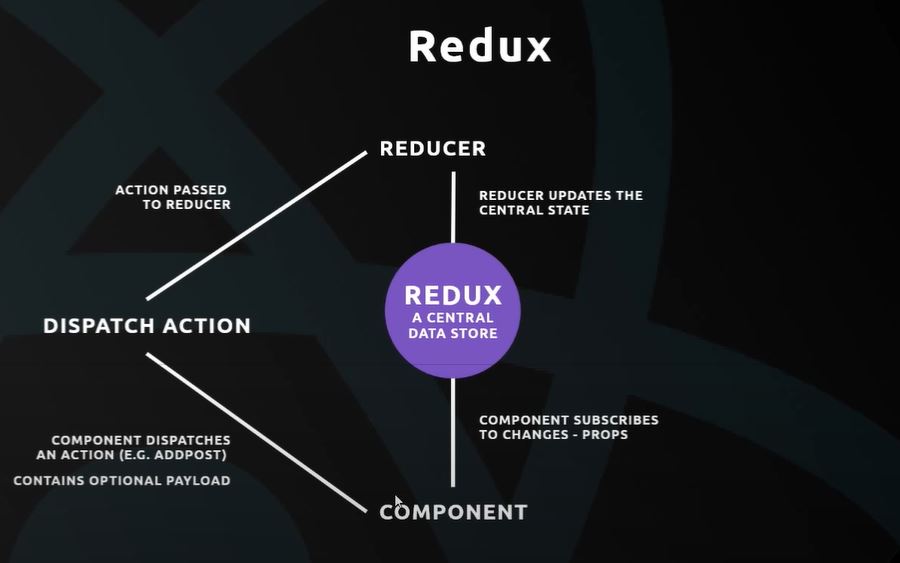 Redux
REDUCER
ACTION PASSED
TO REDUCER
REDUCER UPDATES THE
CENTRAL STATE
REDUX
A CENTRAL
DATA STORE
DISPATCH ACTION
COMPONENT SUBSCRIBES
TO CHANGES - PROPS
COMPONENT DISPATCHES
AN ACTION (E.G. ADDPOST)
CONTAINS OPTIONAL PAYLOAD
COMPONENT